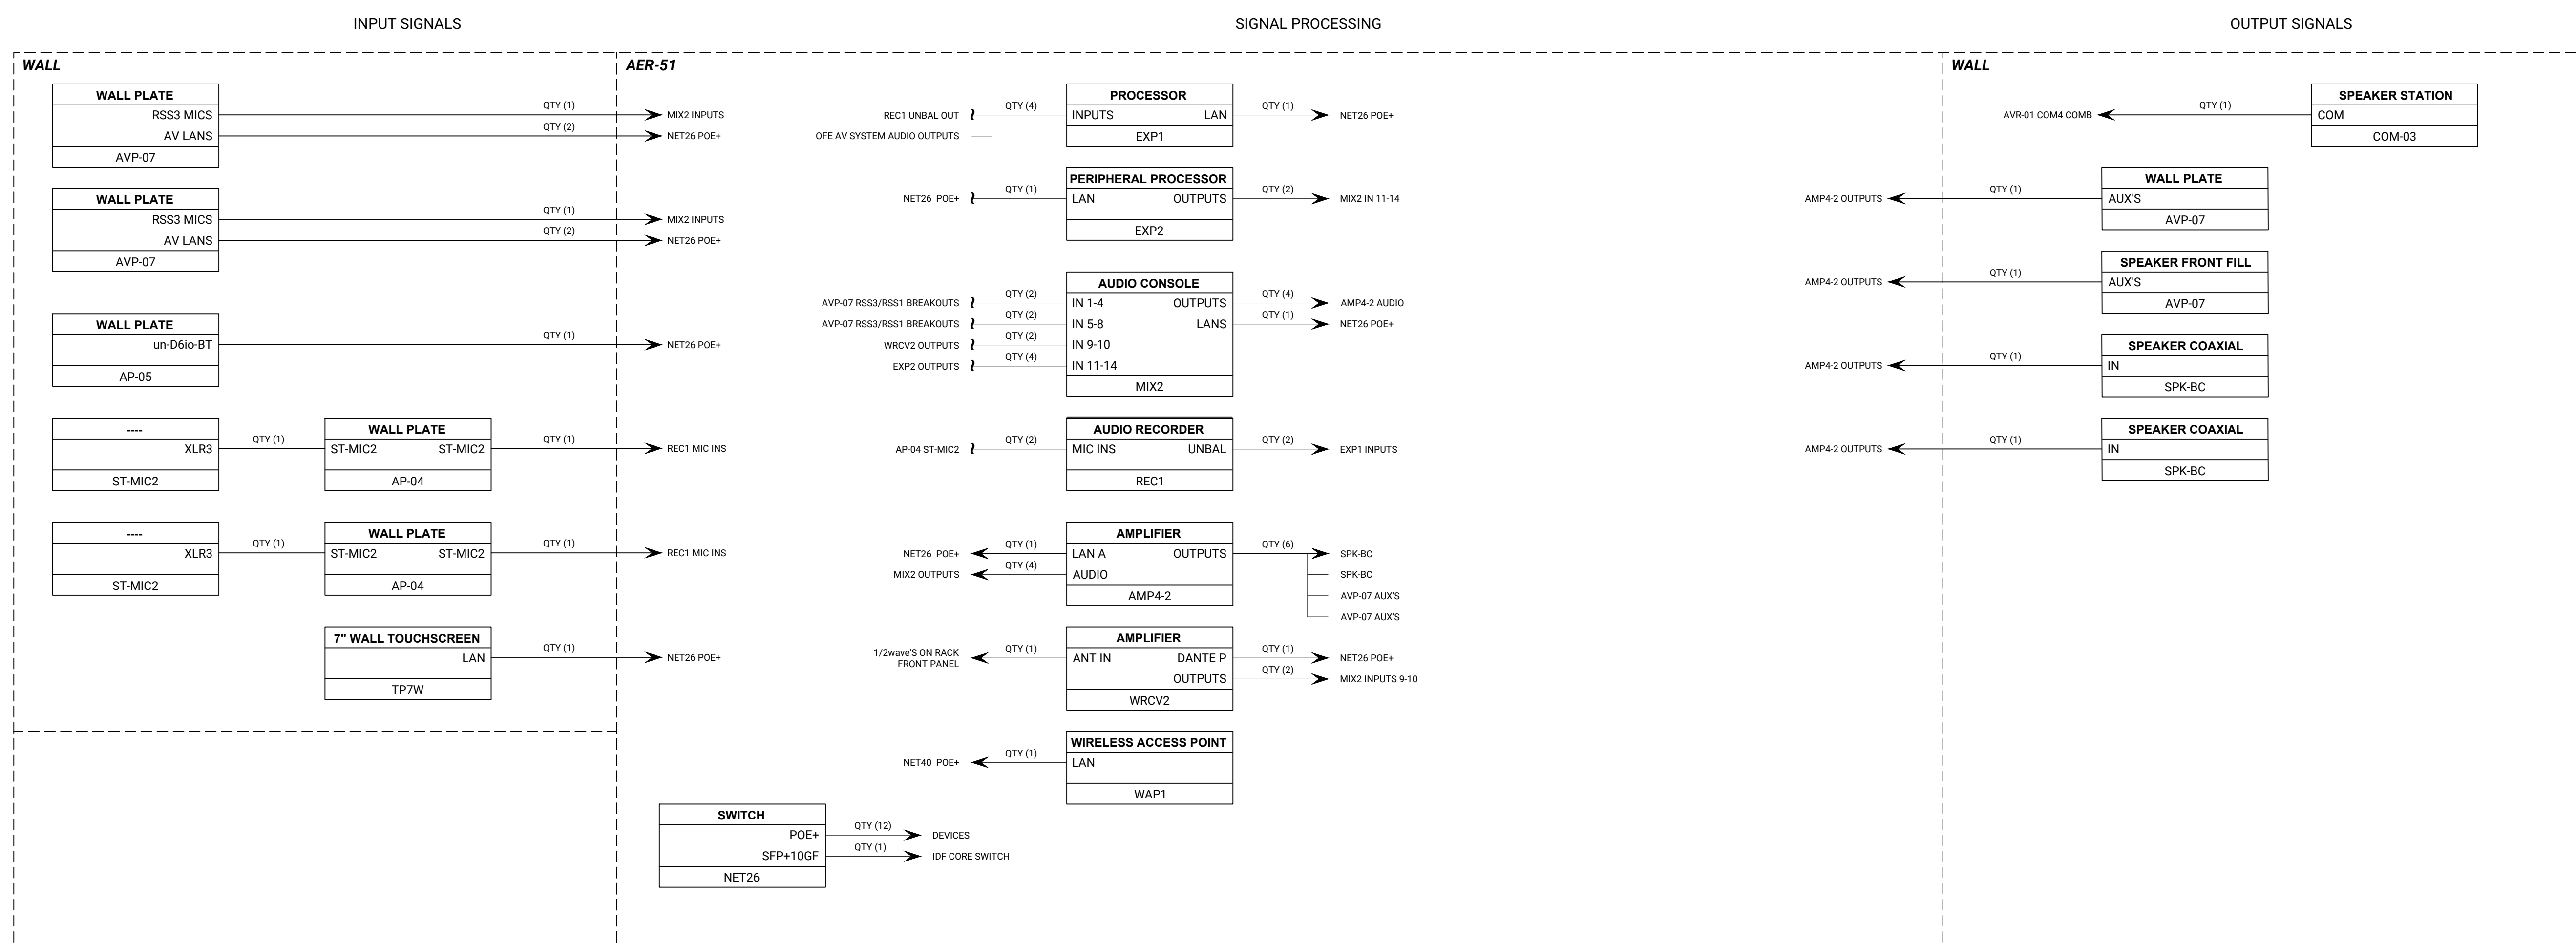 INPUT SIGNALS
SIGNAL PROCESSING
OUTPUT SIGNALS
WALL
WALL PLATE
RSS3 MICS
QTY (1)
MIX2 INPUTS
AV LANS
QTY (2)
NET26 POE+
AVP-07
WALL PLATE
RSS3 MICS
QTY (1)
MIX2 INPUTS
AV LANS
QTY (2)
NET26 POE+
AVP-07
WALL PLATE
un-D6io-BT
QTY (1)
NET26 POE+
AP-05
----
XLR3
ST-MIC2
QTY (1)
WALL PLATE
ST-MIC2 ST-MIC2
AP-04
QTY (1)
REC1 MIC INS
----
XLR3
ST-MIC2
QTY (1)
WALL PLATE
ST-MIC2 ST-MIC2
AP-04
QTY (1)
REC1 MIC INS
7" WALL TOUCHSCREEN
LAN
TP7W
QTY (1)
NET26 POE+
AER-51
REC1 UNBAL OUT
OFE AV SYSTEM AUDIO OUTPUTS
QTY (4)
PROCESSOR
INPUTS LAN
EXP1
QTY (1)
NET26 POE+
NET26 POE+
QTY (1)
PERIPHERAL PROCESSOR
LAN OUTPUTS
EXP2
QTY (2)
MIX2 IN 11-14
AVP-07 RSS3/RSS1 BREAKOUTS
QTY (2)
AVP-07 RSS3/RSS1 BREAKOUTS
QTY (2)
WRCV2 OUTPUTS
QTY (2)
EXP2 OUTPUTS
QTY (4)
AUDIO CONSOLE
IN 1-4 OUTPUTS
IN 5-8 LANS
IN 9-10
IN 11-14
MIX2
QTY (4)
AMP4-2 AUDIO
QTY (1)
NET26 POE+
AP-04 ST-MIC2
QTY (2)
AUDIO RECORDER
MIC INS UNBAL
REC1
QTY (2)
EXP1 INPUTS
NET26 POE+
QTY (1)
MIX2 OUTPUTS
QTY (4)
AMPLIFIER
LAN A OUTPUTS
AUDIO
AMP4-2
QTY (6)
SPK-BC
SPK-BC
AVP-07 AUX'S
AVP-07 AUX'S
1/2wave'S ON RACK
FRONT PANEL
QTY (1)
AMPLIFIER
ANT IN DANTE P
OUTPUTS
WRCV2
QTY (1)
NET26 POE+
QTY (2)
MIX2 INPUTS 9-10
NET40 POE+
QTY (1)
WIRELESS ACCESS POINT
LAN
WAP1
SWITCH
POE+
SFP+10GF
NET26
QTY (12)
DEVICES
QTY (1)
IDF CORE SWITCH
WALL
AVR-01 COM4 COMB
QTY (1)
SPEAKER STATION
COM
COM-03
AMP4-2 OUTPUTS
QTY (1)
WALL PLATE
AUX'S
AVP-07
AMP4-2 OUTPUTS
QTY (1)
SPEAKER FRONT FILL
AUX'S
AVP-07
AMP4-2 OUTPUTS
QTY (1)
SPEAKER COAXIAL
IN
SPK-BC
AMP4-2 OUTPUTS
QTY (1)
SPEAKER COAXIAL
IN
SPK-BC